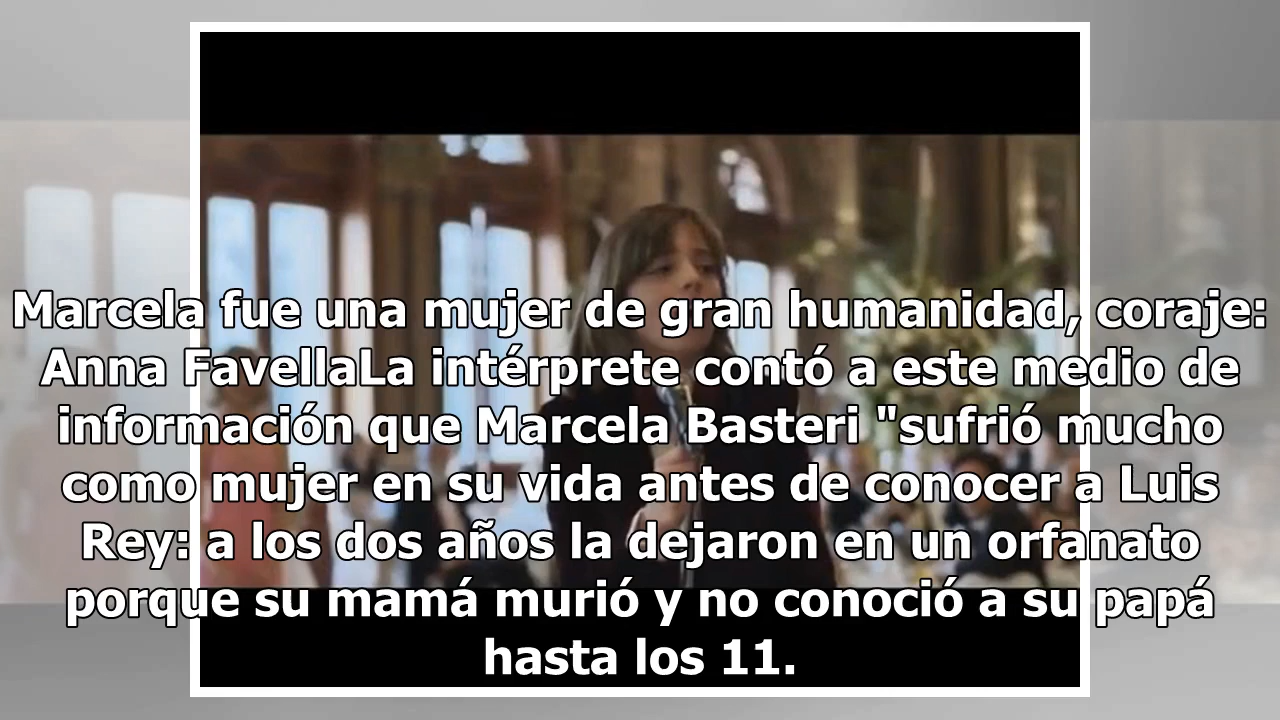 Marcela fue una mujer de gran humanidad, coraje:
Anna FavellaLa intérprete contó a este medio de
información que Marcela Basteri "sufrió mucho
como mujer en su vida antes de conocer a Luis
Rey: a los dos años la dejaron en un orfanato
porque su mamá murió y no conoció a su papá
hasta los 11.